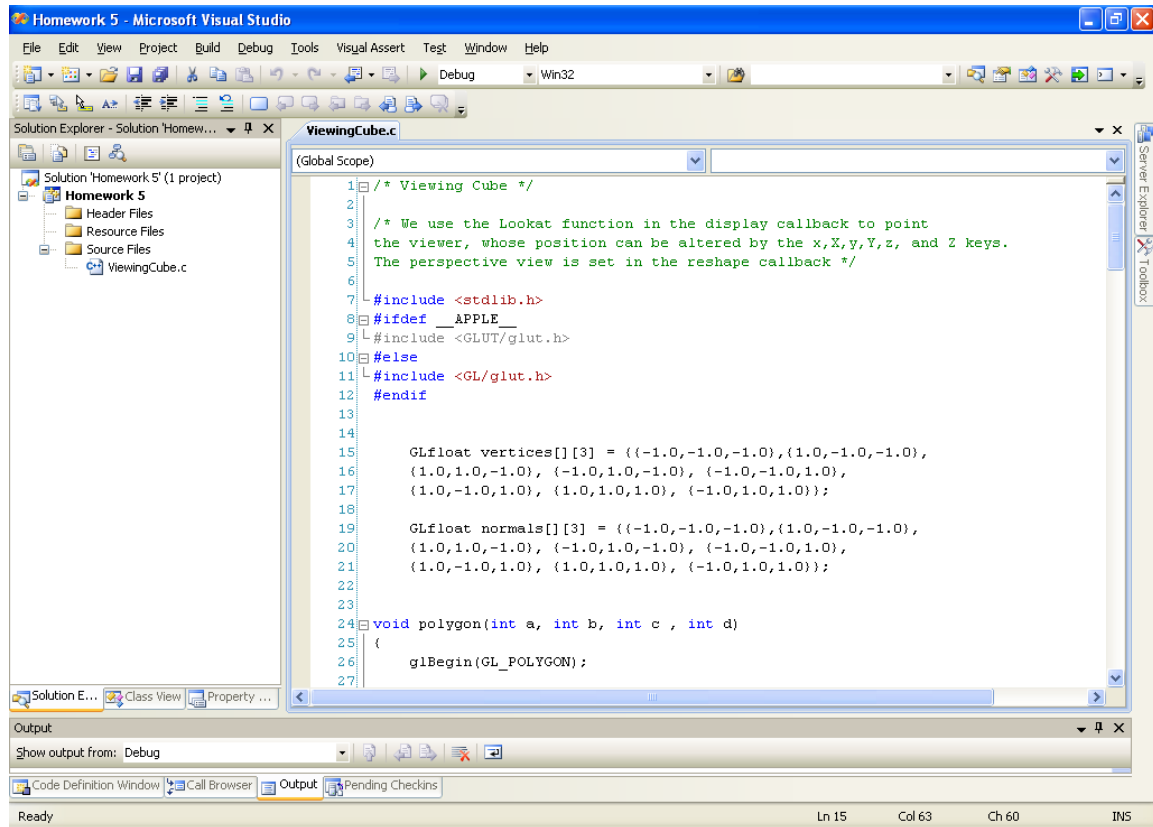 Homework 5 - Microsoft Visual Studio
File Edit View Project Build Debug Tools Visual Assert Test Window Help
Debug Win32
Solution Explorer - Solution 'Homew...
Solution 'Homework 5' (1 project)
Homework 5
Header Files
Resource Files
Source Files
ViewingCube.c
Solution E... Class View Property ...
ViewingCube.c
(Global Scope)
1 /* Viewing Cube */
2
3 /* We use the Lookat function in the display callback to point
4 the viewer, whose position can be altered by the x,X,y,Y,z, and Z keys.
5 The perspective view is set in the reshape callback */
6
7 #include <stdlib.h>
8 #ifdef __APPLE__
9 #include <GLUT/glut.h>
10 #else
11 #include <GL/glut.h>
12 #endif
13
14
15 GLfloat vertices[][3] = {{-1.0,-1.0,-1.0},{1.0,-1.0,-1.0},
16 {1.0,1.0,-1.0}, {-1.0,1.0,-1.0}, {-1.0,-1.0,1.0},
17 {1.0,-1.0,1.0}, {1.0,1.0,1.0}, {-1.0,1.0,1.0}};
18
19 GLfloat normals[][3] = {{-1.0,-1.0,-1.0},{1.0,-1.0,-1.0},
20 {1.0,1.0,-1.0}, {-1.0,1.0,-1.0}, {-1.0,-1.0,1.0},
21 {1.0,-1.0,1.0}, {1.0,1.0,1.0}, {-1.0,1.0,1.0}};
22
23
24 void polygon(int a, int b, int c , int d)
25 {
26 glBegin(GL_POLYGON);
27
Server Explorer
Toolbox
Output
Show output from: Debug
Code Definition Window Call Browser Output Pending Checkins
Ready Ln 15 Col 63 Ch 60 INS